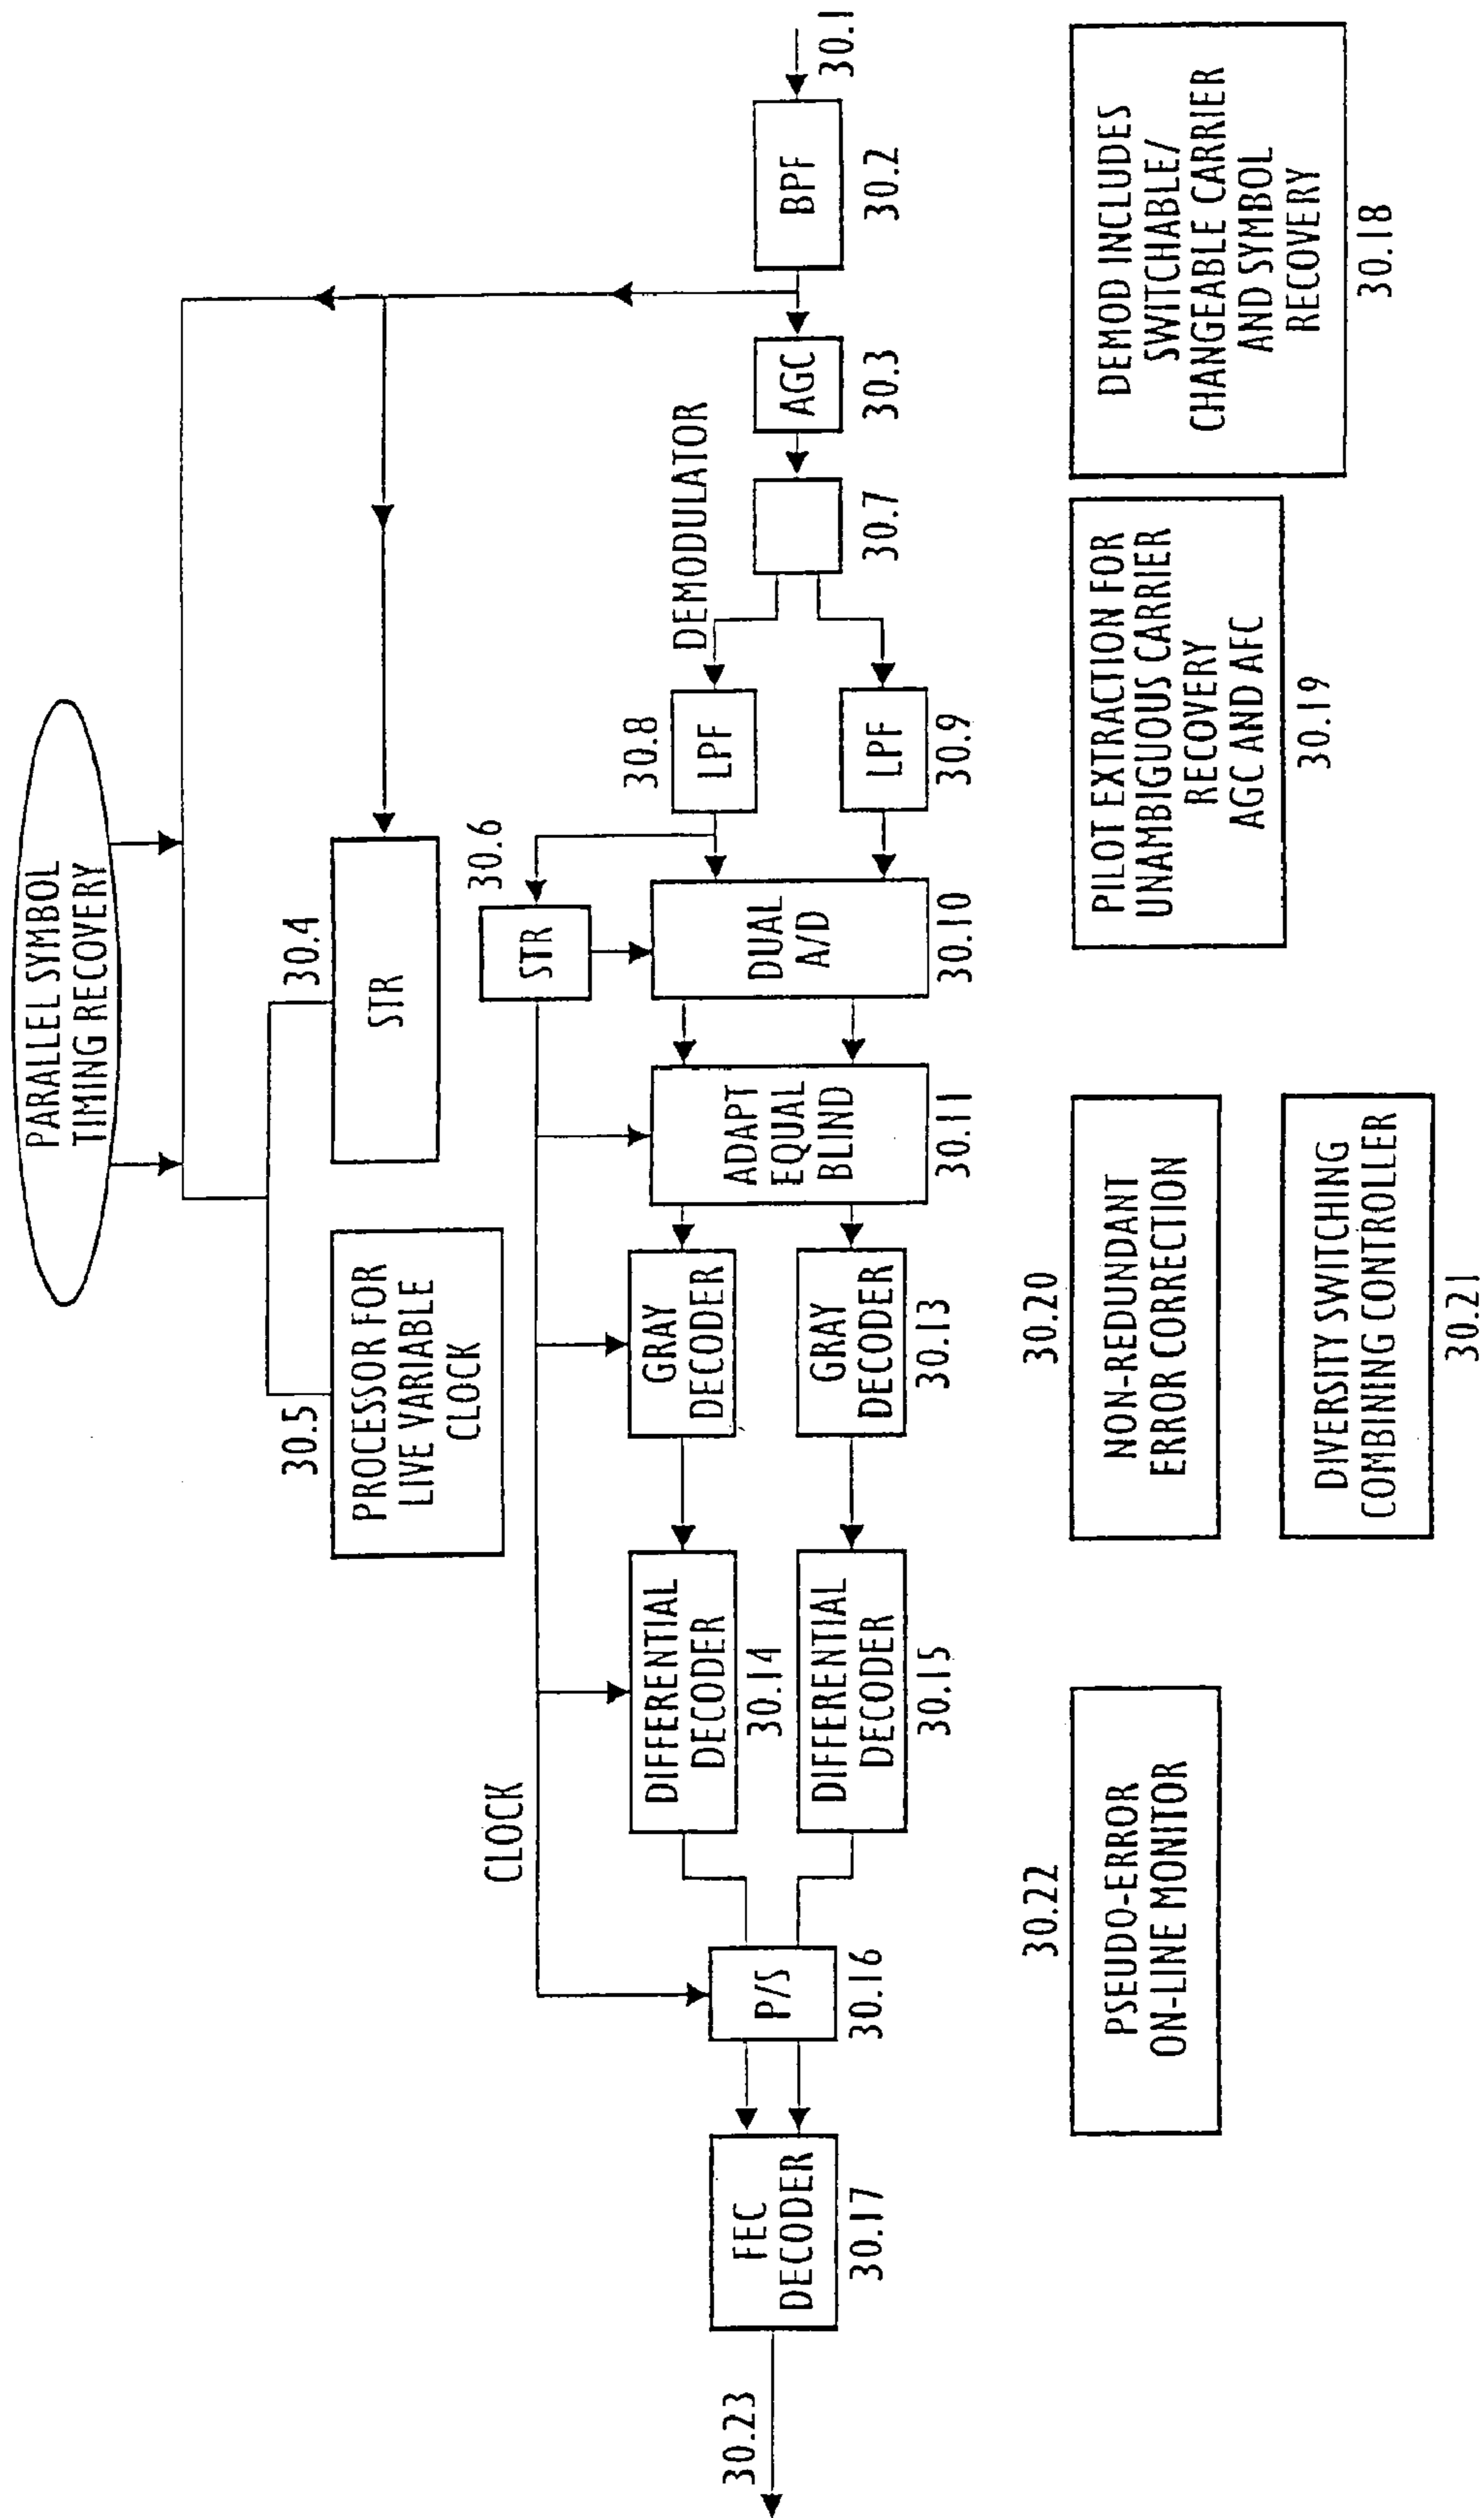 PARALLEL SYMBOL
TIMING RECOVERY
30.5
PROCESSOR FOR
LIVE VARIABLE
CLOCK
30.4
STR
CLOCK
30.6
STR
30.23
FEC
DECODER
30.17
P/S
30.16
DIFFERENTIAL
DECODER
30.14
DIFFERENTIAL
DECODER
30.15
GRAY
DECODER
GRAY
DECODER
30.13
ADAPT
EQUAL
BLIND
30.11
DUAL
A/D
30.10
30.8
LPF
LPF
30.9
DEMODULATOR
30.7
AGC
30.3
BPF
30.2
30.1
30.22
PSEUDO-ERROR
ON-LINE MONITOR
30.20
NON-REDUNDANT
ERROR CORRECTION
DIVERSITY SWITCHING
COMBINING CONTROLLER
30.21
PILOT EXTRACTION FOR
UNAMBIGUOUS CARRIER
RECOVERY
AGC AND AFC
30.19
DEMOD INCLUDES
SWITCHABLE/
CHANGEABLE CARRIER
AND SYMBOL
RECOVERY
30.18